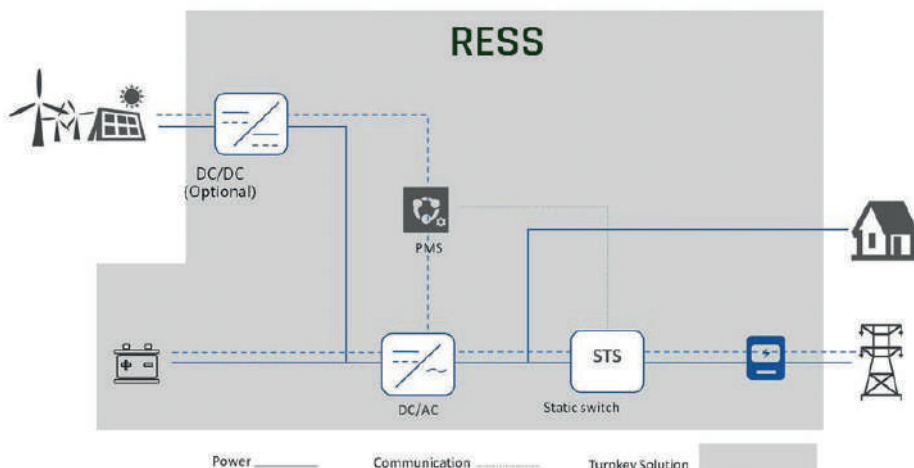 RESS
DC/DC
(Optional)
PMS
STS
DC/AC
Static switch
Power
Communication
Turnkey Solution